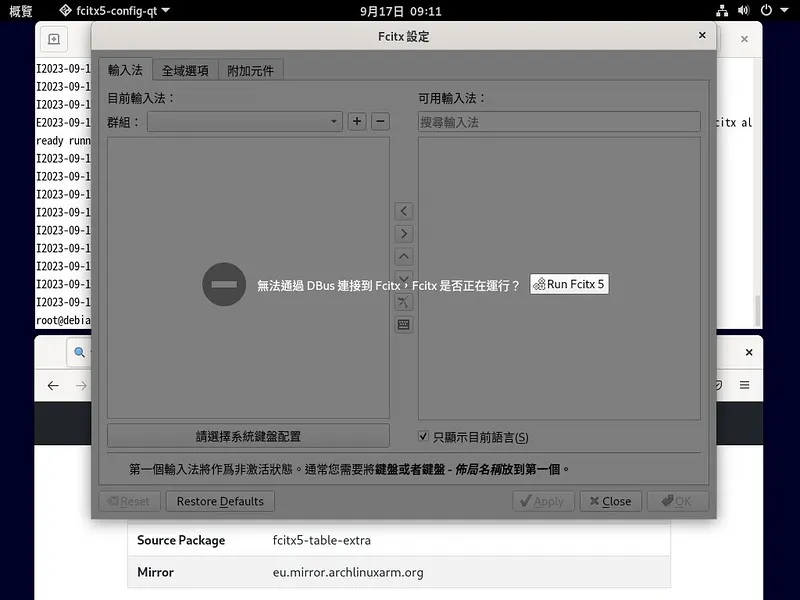 概覽
fcitx5-config-qt
9月17日 09:11
Fcitx 設定
I2023-09-1
I2023-09-1
I2023-09-1
E2023-09-1
citx al
ready runn
I2023-09-1
I2023-09-1
I2023-09-1
I2023-09-1
I2023-09-1
I2023-09-1
I2023-09-1
I2023-09-1
I2023-09-1
root@debia
輸入法
全域選項
附加元件
目前輸入法：
可用輸入法：
群組：
搜尋輸入法
無法通過 DBus 連接到 Fcitx，Fcitx 是否正在運行？
Run Fcitx 5
請選擇系統鍵盤配置
只顯示目前語言(S)
第一個輸入法將作爲非激活狀態。通常您需要將鍵盤或者鍵盤 - 佈局名稱放到第一個。
Reset
Restore Defaults
Apply
Close
OK
Source Package fcitx5-table-extra
Mirror eu.mirror.archlinuxarm.org